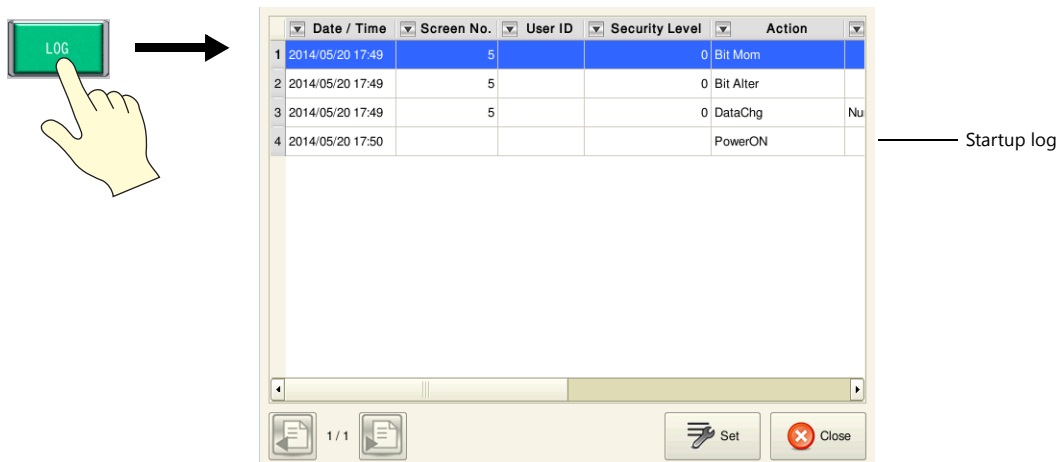 LOG
Date / Time Screen No. User ID Security Level Action
1 2014/05/20 17:49 5 0 Bit Mom
2 2014/05/20 17:49 5 0 Bit Alter
3 2014/05/20 17:49 5 0 DataChg Nu
4 2014/05/20 17:50 PowerON
Startup log
1 / 1 Set Close